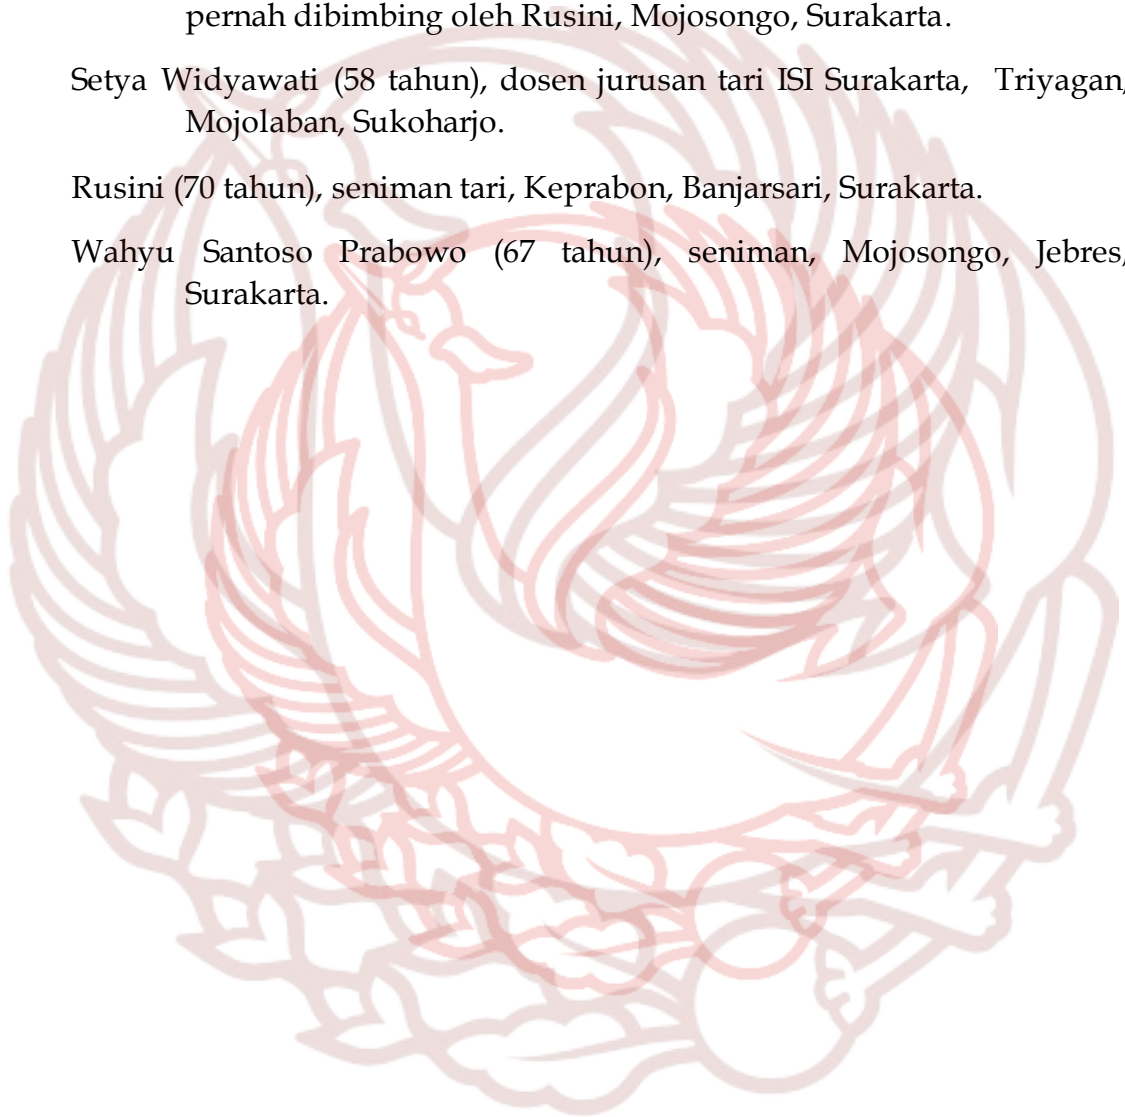 pernah dibimbing oleh Rusini, Mojosongo, Surakarta.
Setya Widyawati (58 tahun), dosen jurusan tari ISI Surakarta, Triyagan,
Mojolaban, Sukoharjo.
Rusini (70 tahun), seniman tari, Keprabon, Banjarsari, Surakarta.
Wahyu Santoso Prabowo (67 tahun), seniman, Mojosongo, Jebres,
Surakarta.